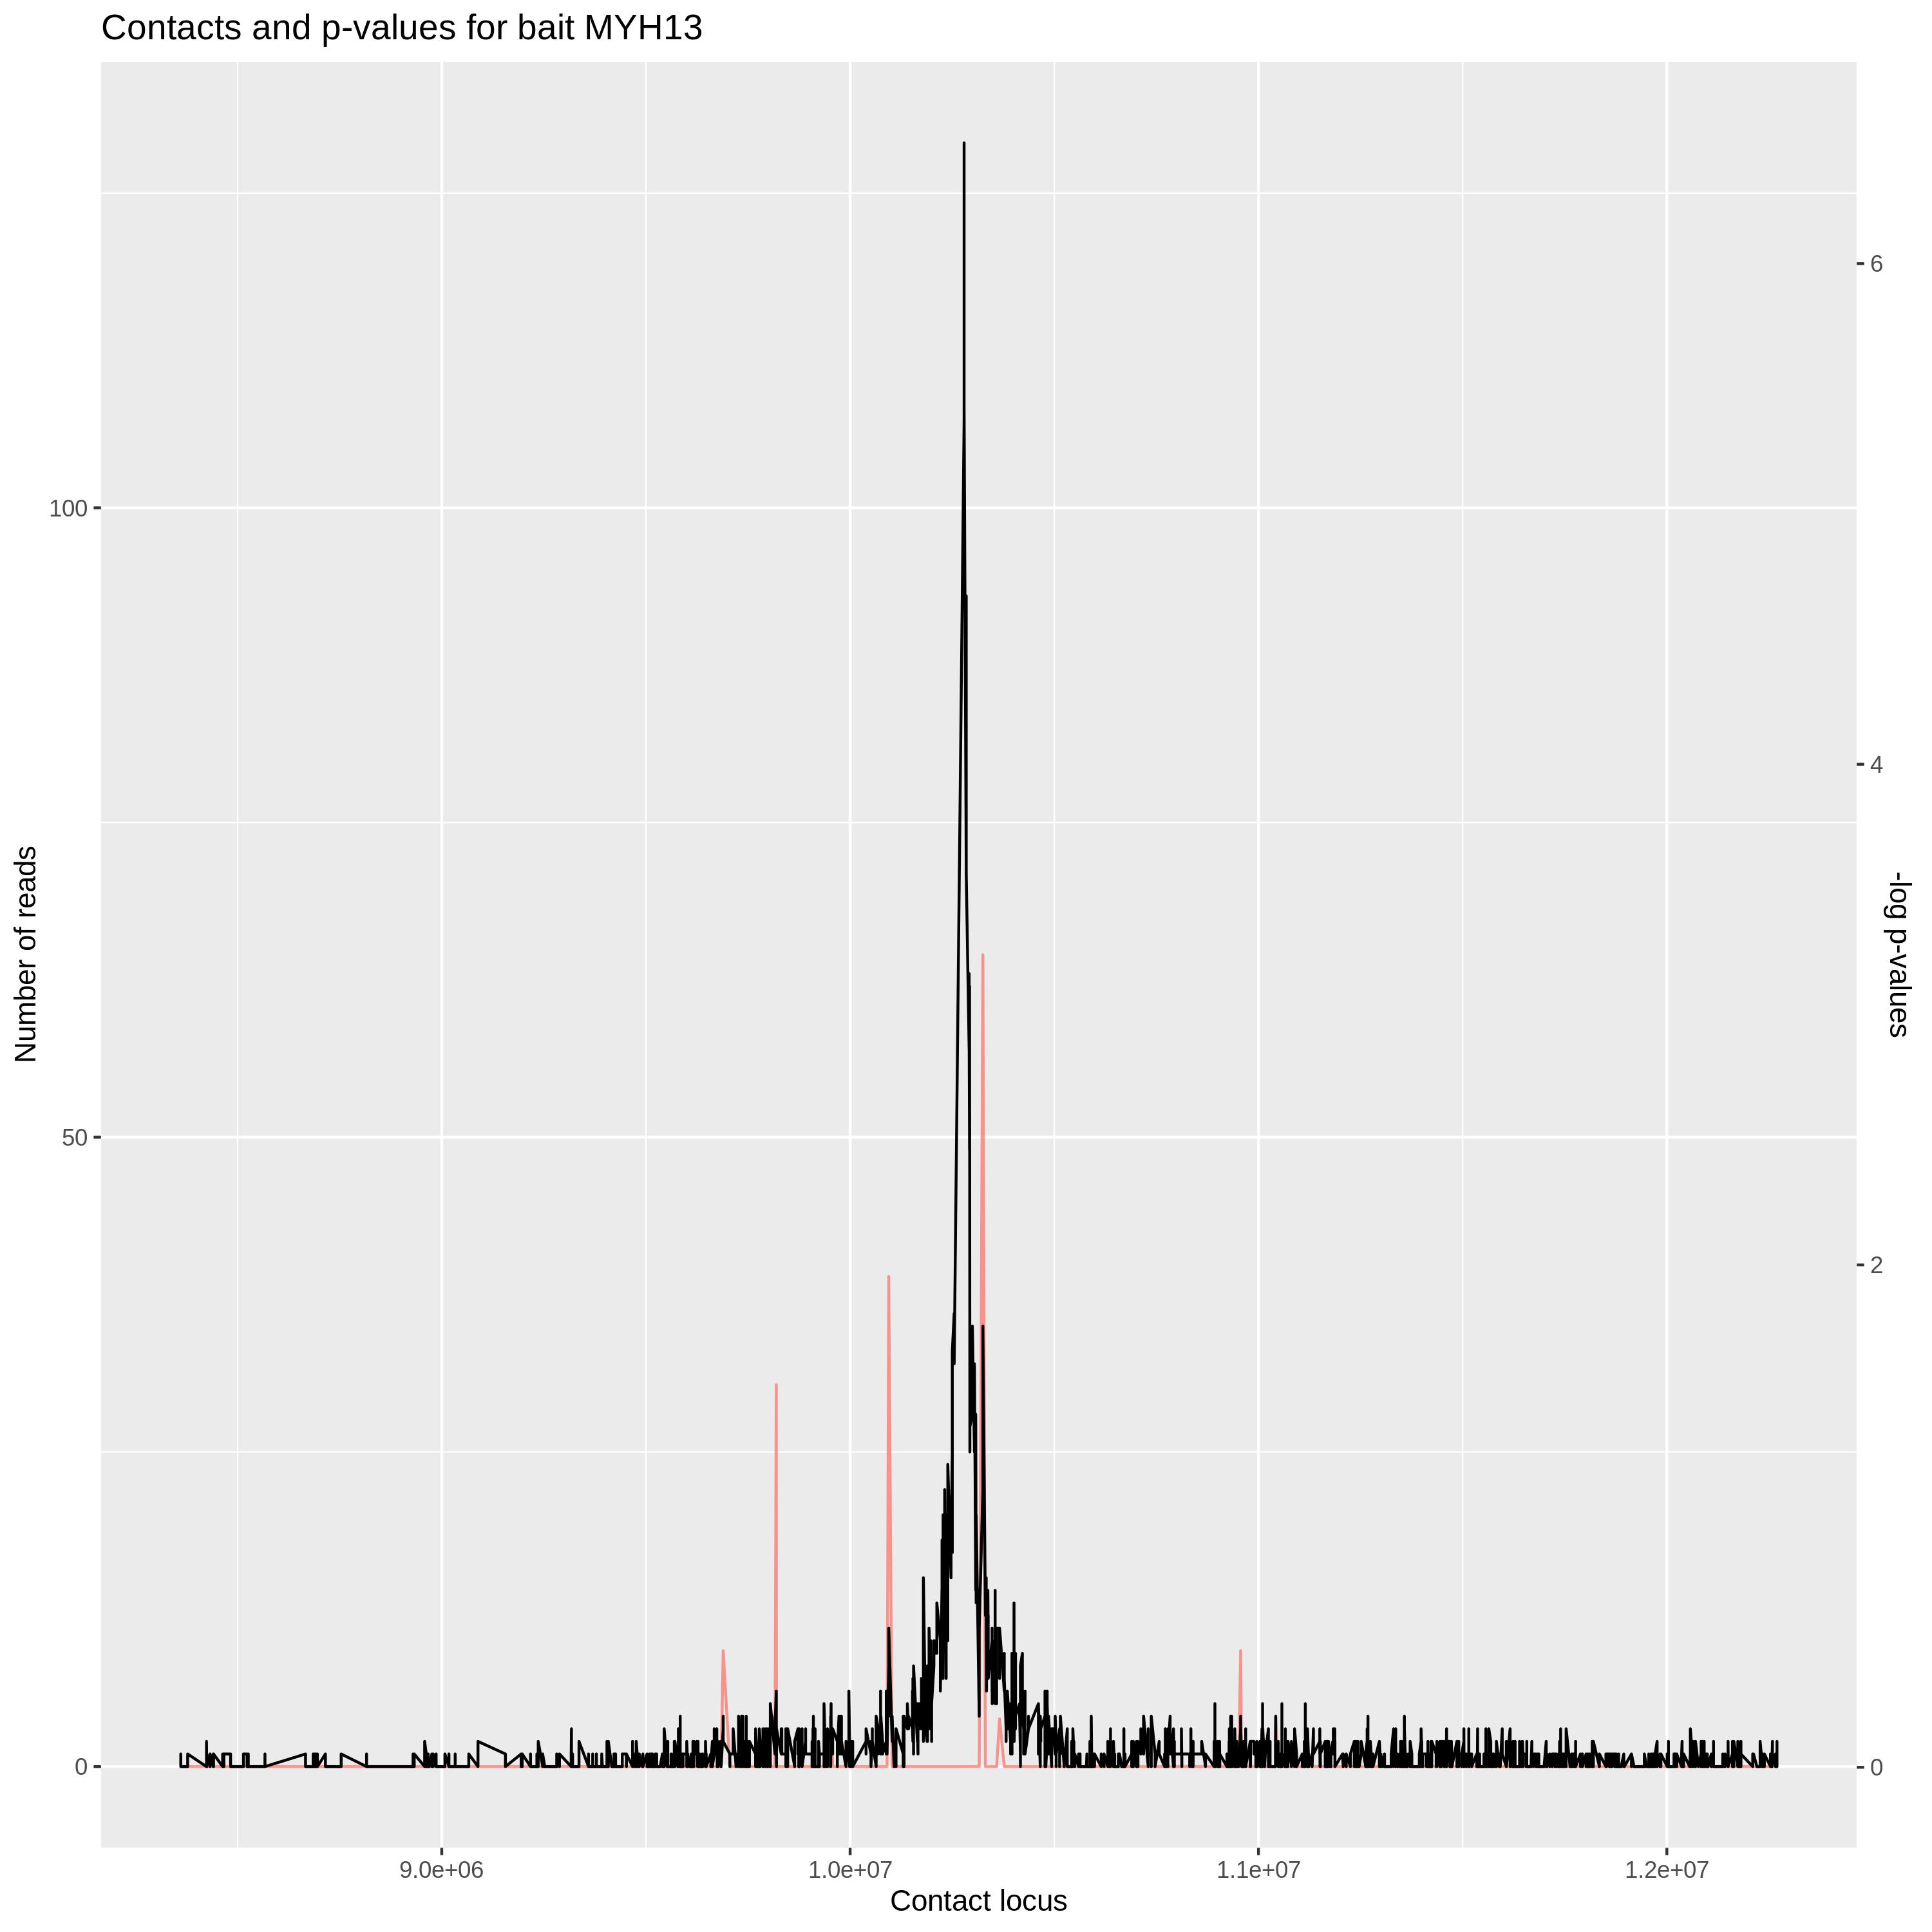 Contacts and p-values for bait MYH13
Number of reads
100
50
0
6
4
2
0
-log p-values
9.0e+06
1.0e+07
1.1e+07
1.2e+07
Contact locus